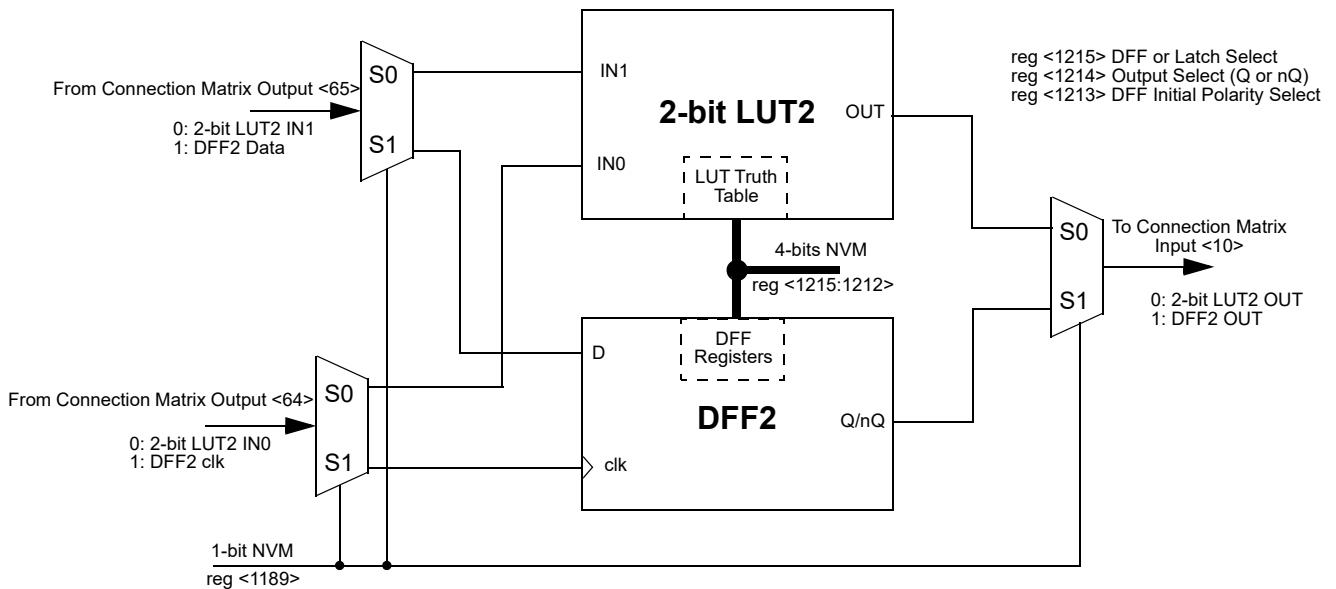 From Connection Matrix Output <65>
0: 2-bit LUT2 IN1
1: DFF2 Data
S0
S1
IN1
IN0
2-bit LUT2
OUT
LUT Truth
Table
reg <1215> DFF or Latch Select
reg <1214> Output Select (Q or nQ)
reg <1213> DFF Initial Polarity Select
4-bits NVM
reg <1215:1212>
S0
S1
To Connection Matrix
Input <10>
0: 2-bit LUT2 OUT
1: DFF2 OUT
From Connection Matrix Output <64>
0: 2-bit LUT2 IN0
1: DFF2 clk
S0
S1
D
DFF
Registers
DFF2
Q/nQ
clk
1-bit NVM
reg <1189>